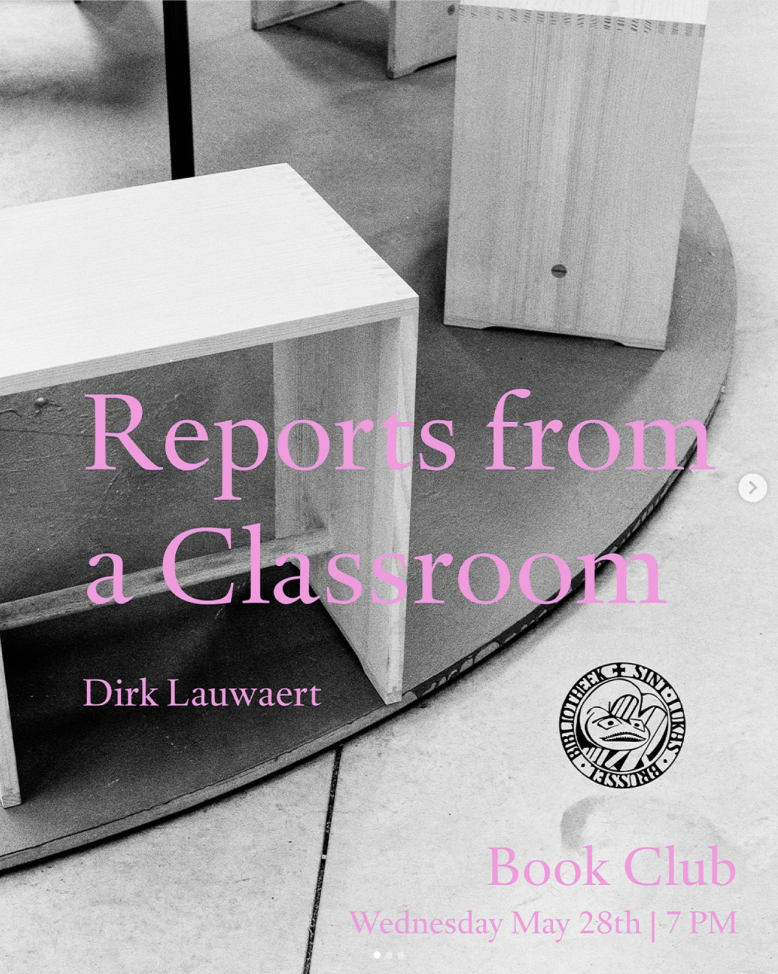 Reports from
a Classroom
Dirk Lauwaert
BIBLIOTHEEK + SINT · LUKAS · BRUSSEL ·
Book Club
Wednesday May 28th | 7 PM